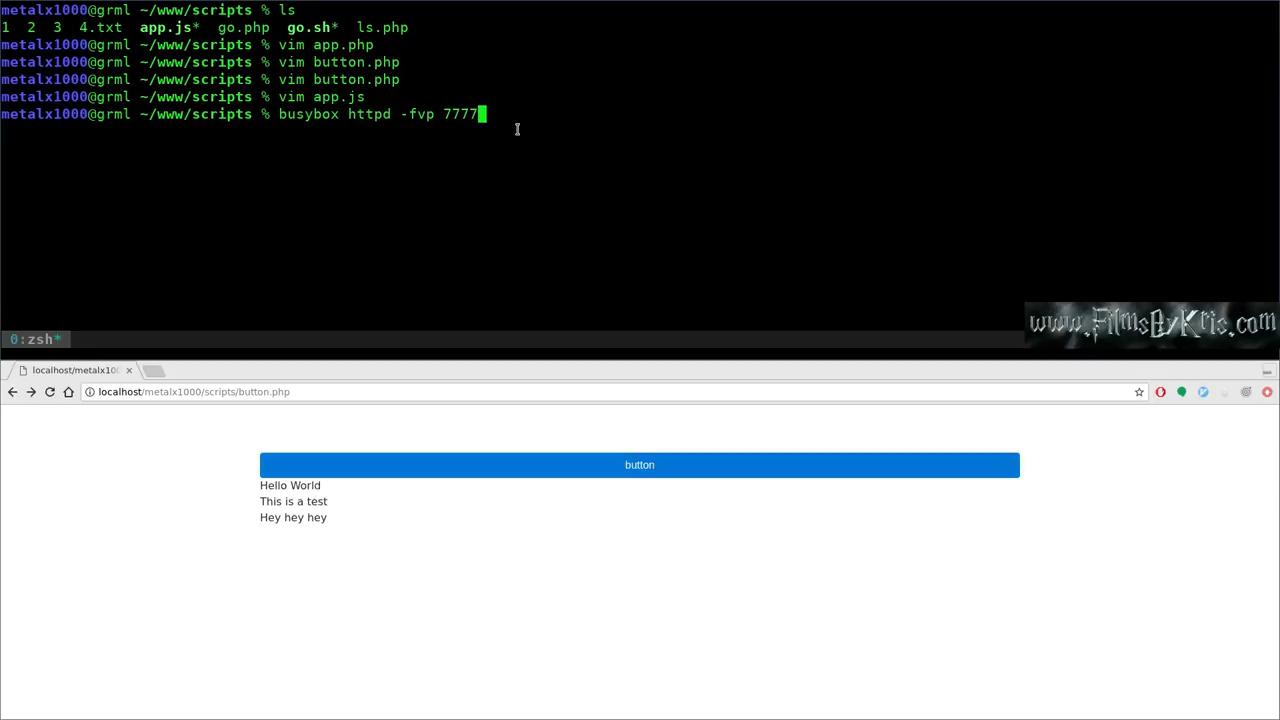 metalx1000@grml ~/www/scripts % ls
1  2  3  4.txt  app.js*  go.php  go.sh*  ls.php
metalx1000@grml ~/www/scripts % vim app.php
metalx1000@grml ~/www/scripts % vim button.php
metalx1000@grml ~/www/scripts % vim button.php
metalx1000@grml ~/www/scripts % vim app.js
metalx1000@grml ~/www/scripts % busybox httpd -fvp 7777
www.FilmsByKris.com
0:zsh*
localhost/metalx100
localhost/metalx1000/scripts/button.php
button
Hello World
This is a test
Hey hey hey